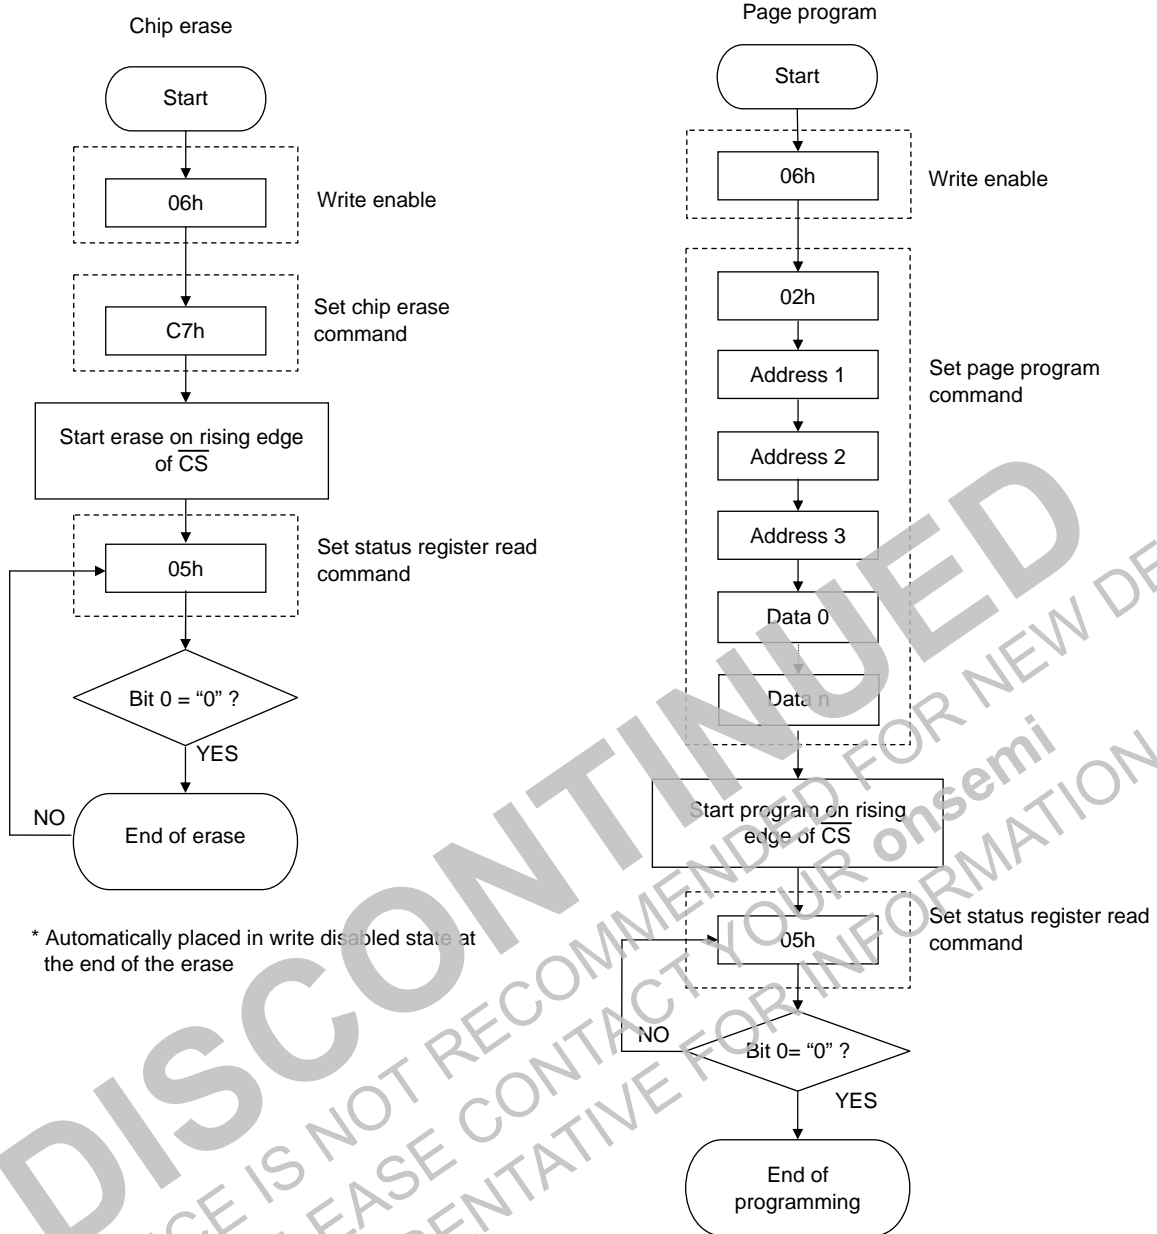 Chip erase
Start
06h
Write enable
C7h
Set chip erase
command
Start erase on rising edge
of CS
05h
Set status register read
command
Bit 0 = “0” ?
YES
NO
End of erase
* Automatically placed in write disabled state at
the end of the erase
Page program
Start
06h
Write enable
02h
Address 1
Address 2
Address 3
Data 0
Data n
Set page program
command
Start program on rising
edge of CS
05h
Set status register read
command
NO
Bit 0= “0” ?
YES
End of
programming
DISCONTINUED
IS NOT RECOMMENDED FOR NEW
CONTACT YOUR onsemi
FOR INFORMATION